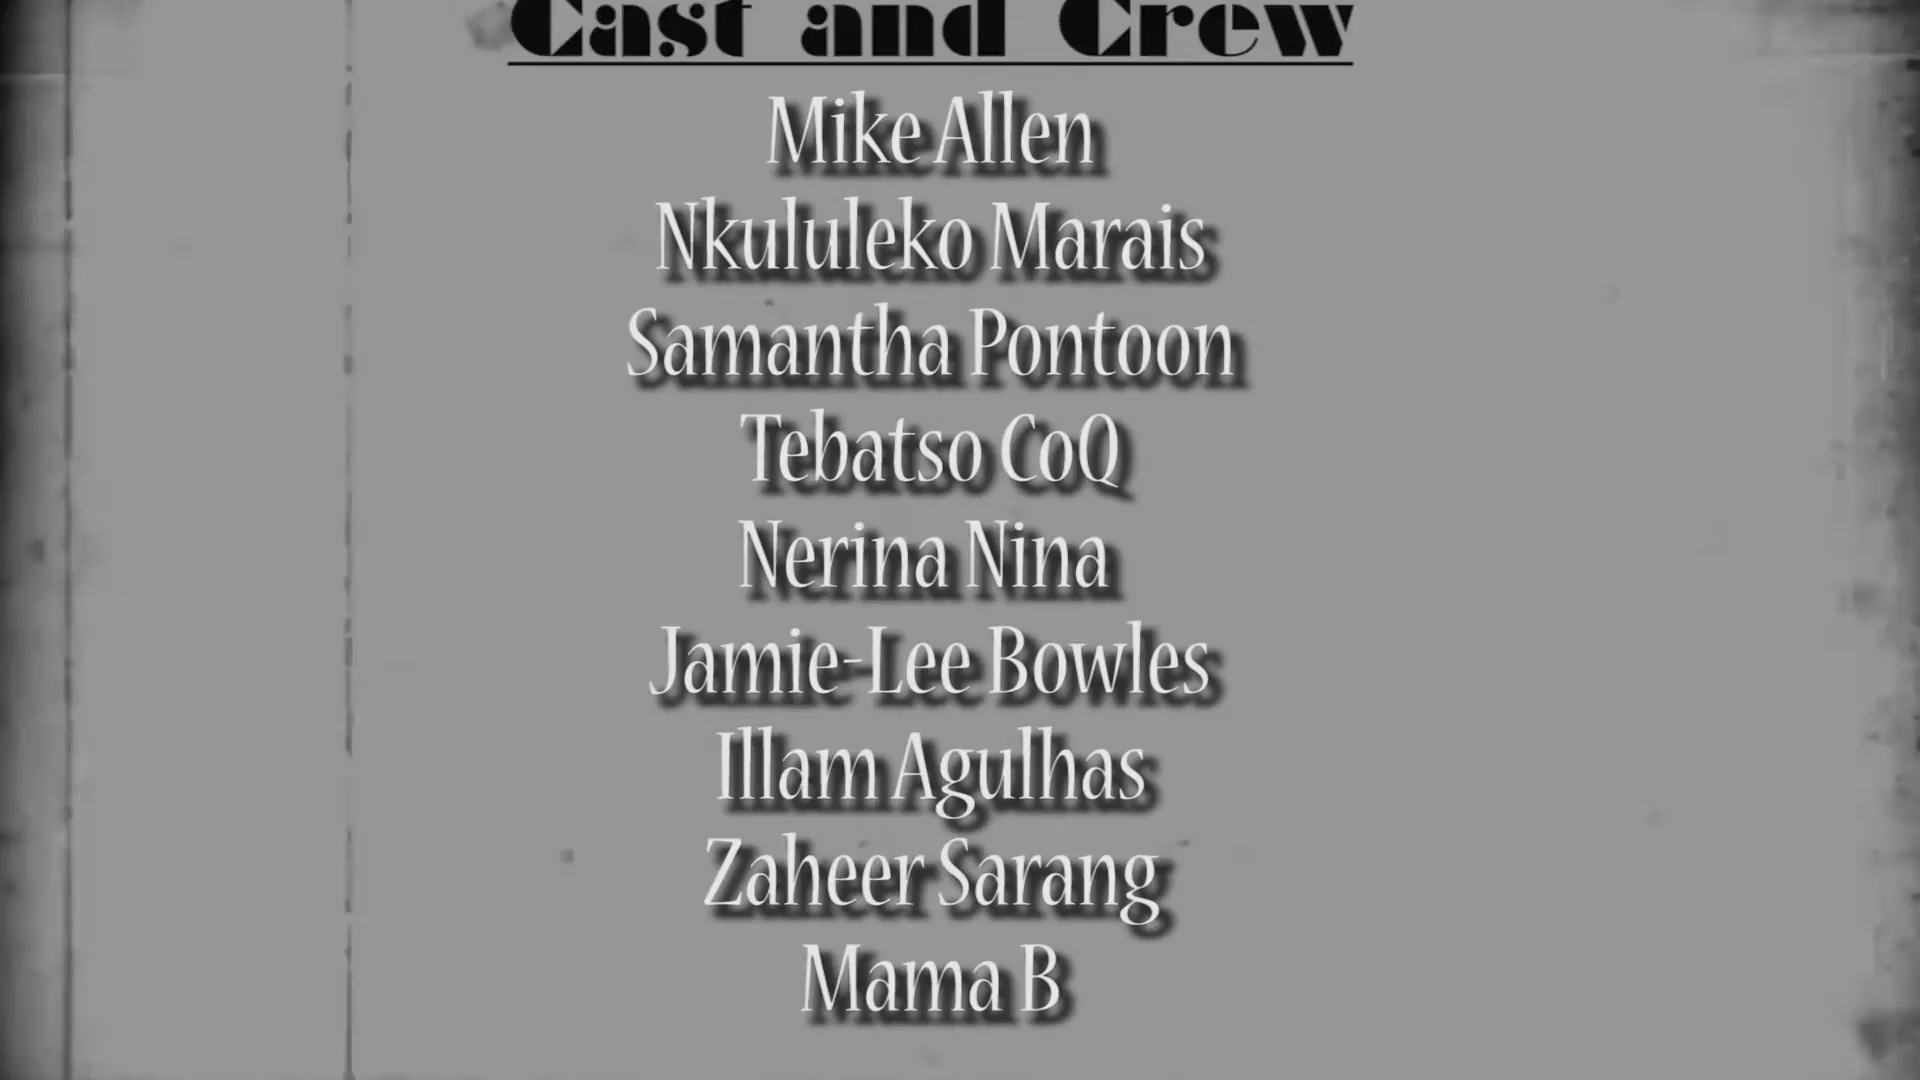 Cast and Crew
Mike Allen
Nkululeko Marais
Samantha Pontoon
Tebatso CoQ
Nerina Nina
Jamie-Lee Bowles
Illam Agulhas
Zaheer Sarang
Mama B